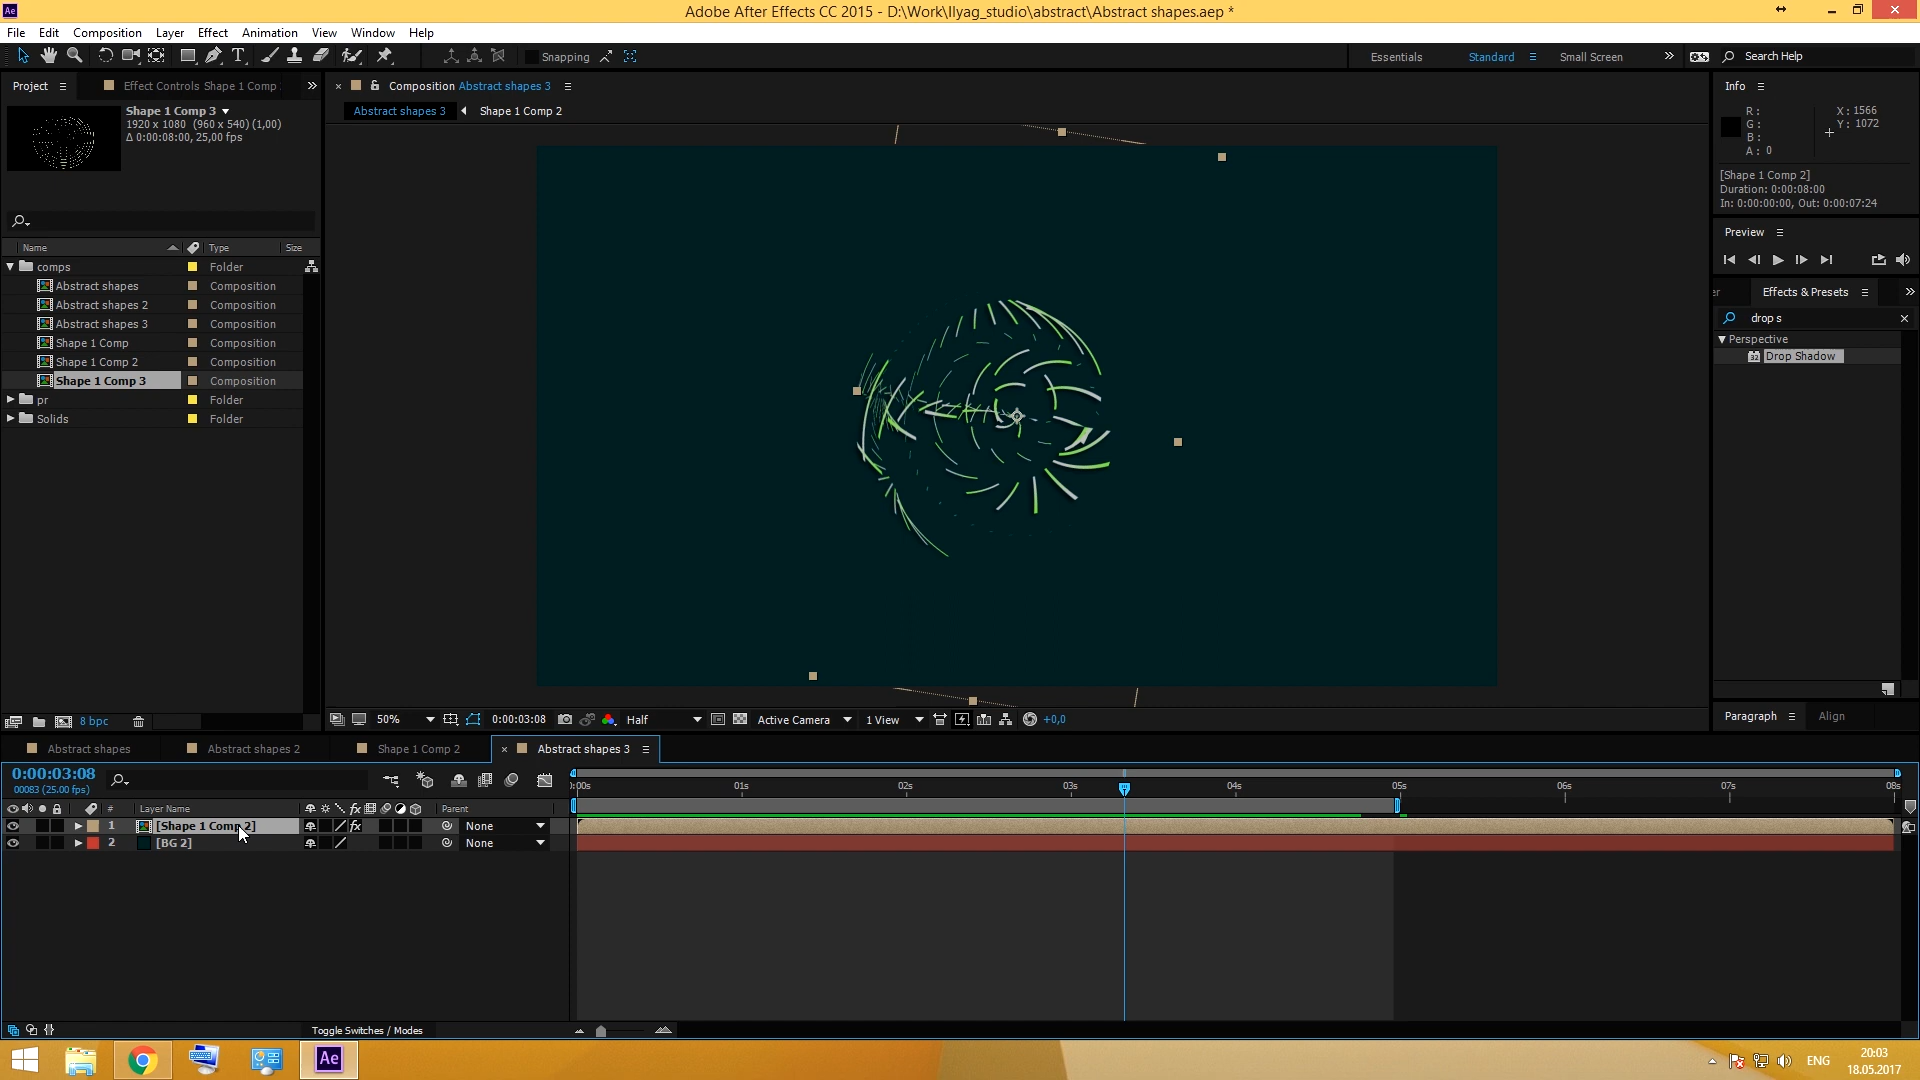 Adobe After Effects CC 2015 - D:\Work\Ilyag_studio\abstract\Abstract shapes.aep *
File Edit Composition Layer Effect Animation View Window Help
Snapping
Essentials Standard Small Screen Search Help
Project Effect Controls Shape 1 Comp
Composition Abstract shapes 3
Abstract shapes 3 Shape 1 Comp 2
Shape 1 Comp 3
1920 x 1080 (960 x 540) (1,00)
Δ 0:00:08:00, 25,00 fps
Name Type Size
comps Folder
Abstract shapes Composition
Abstract shapes 2 Composition
Abstract shapes 3 Composition
Shape 1 Comp Composition
Shape 1 Comp 2 Composition
Shape 1 Comp 3 Composition
pr Folder
Solids Folder
8 bpc
50% 0:00:03:08 Half Active Camera 1 View +0,0
Info
R: X: 1566
G: Y: 1072
B:
A: 0
[Shape 1 Comp 2]
Duration: 0:00:08:00
In: 0:00:00:00, Out: 0:00:07:24
Preview
er Effects & Presets
drop s
Perspective
32 Drop Shadow
Paragraph Align
Abstract shapes Abstract shapes 2 Shape 1 Comp 2 Abstract shapes 3
0:00:03:08
00083 (25.00 fps)
# Layer Name fx Parent
1 [Shape 1 Comp 2] fx None
2 [BG 2] None
):00s 01s 02s 03s 04s 05s 06s 07s 08s
Toggle Switches / Modes
Ae
ENG
20:03
18.05.2017